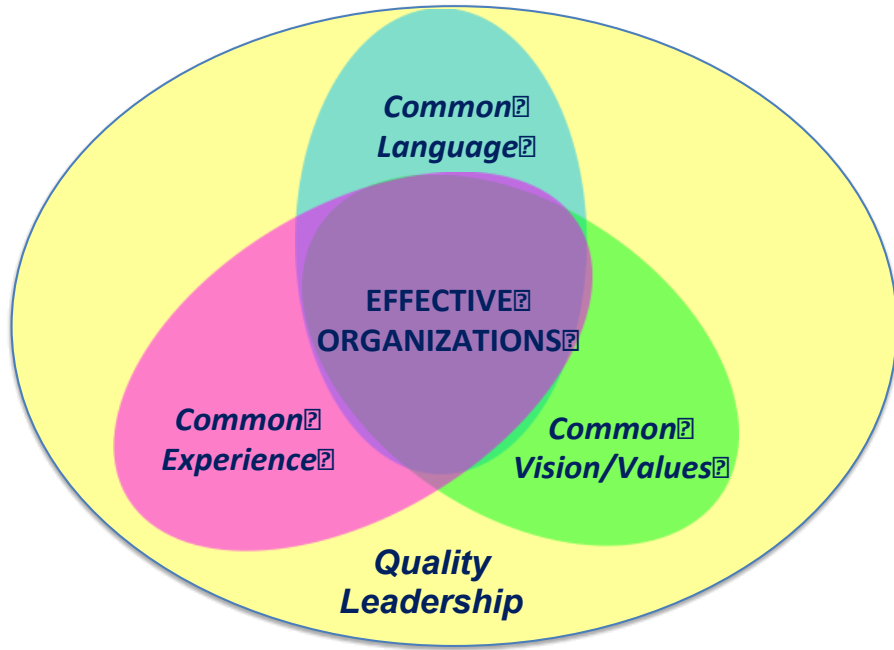 Common
Language
EFFECTIVE
ORGANIZATIONS
Common
Experience
Common
Vision/Values
Quality
Leadership